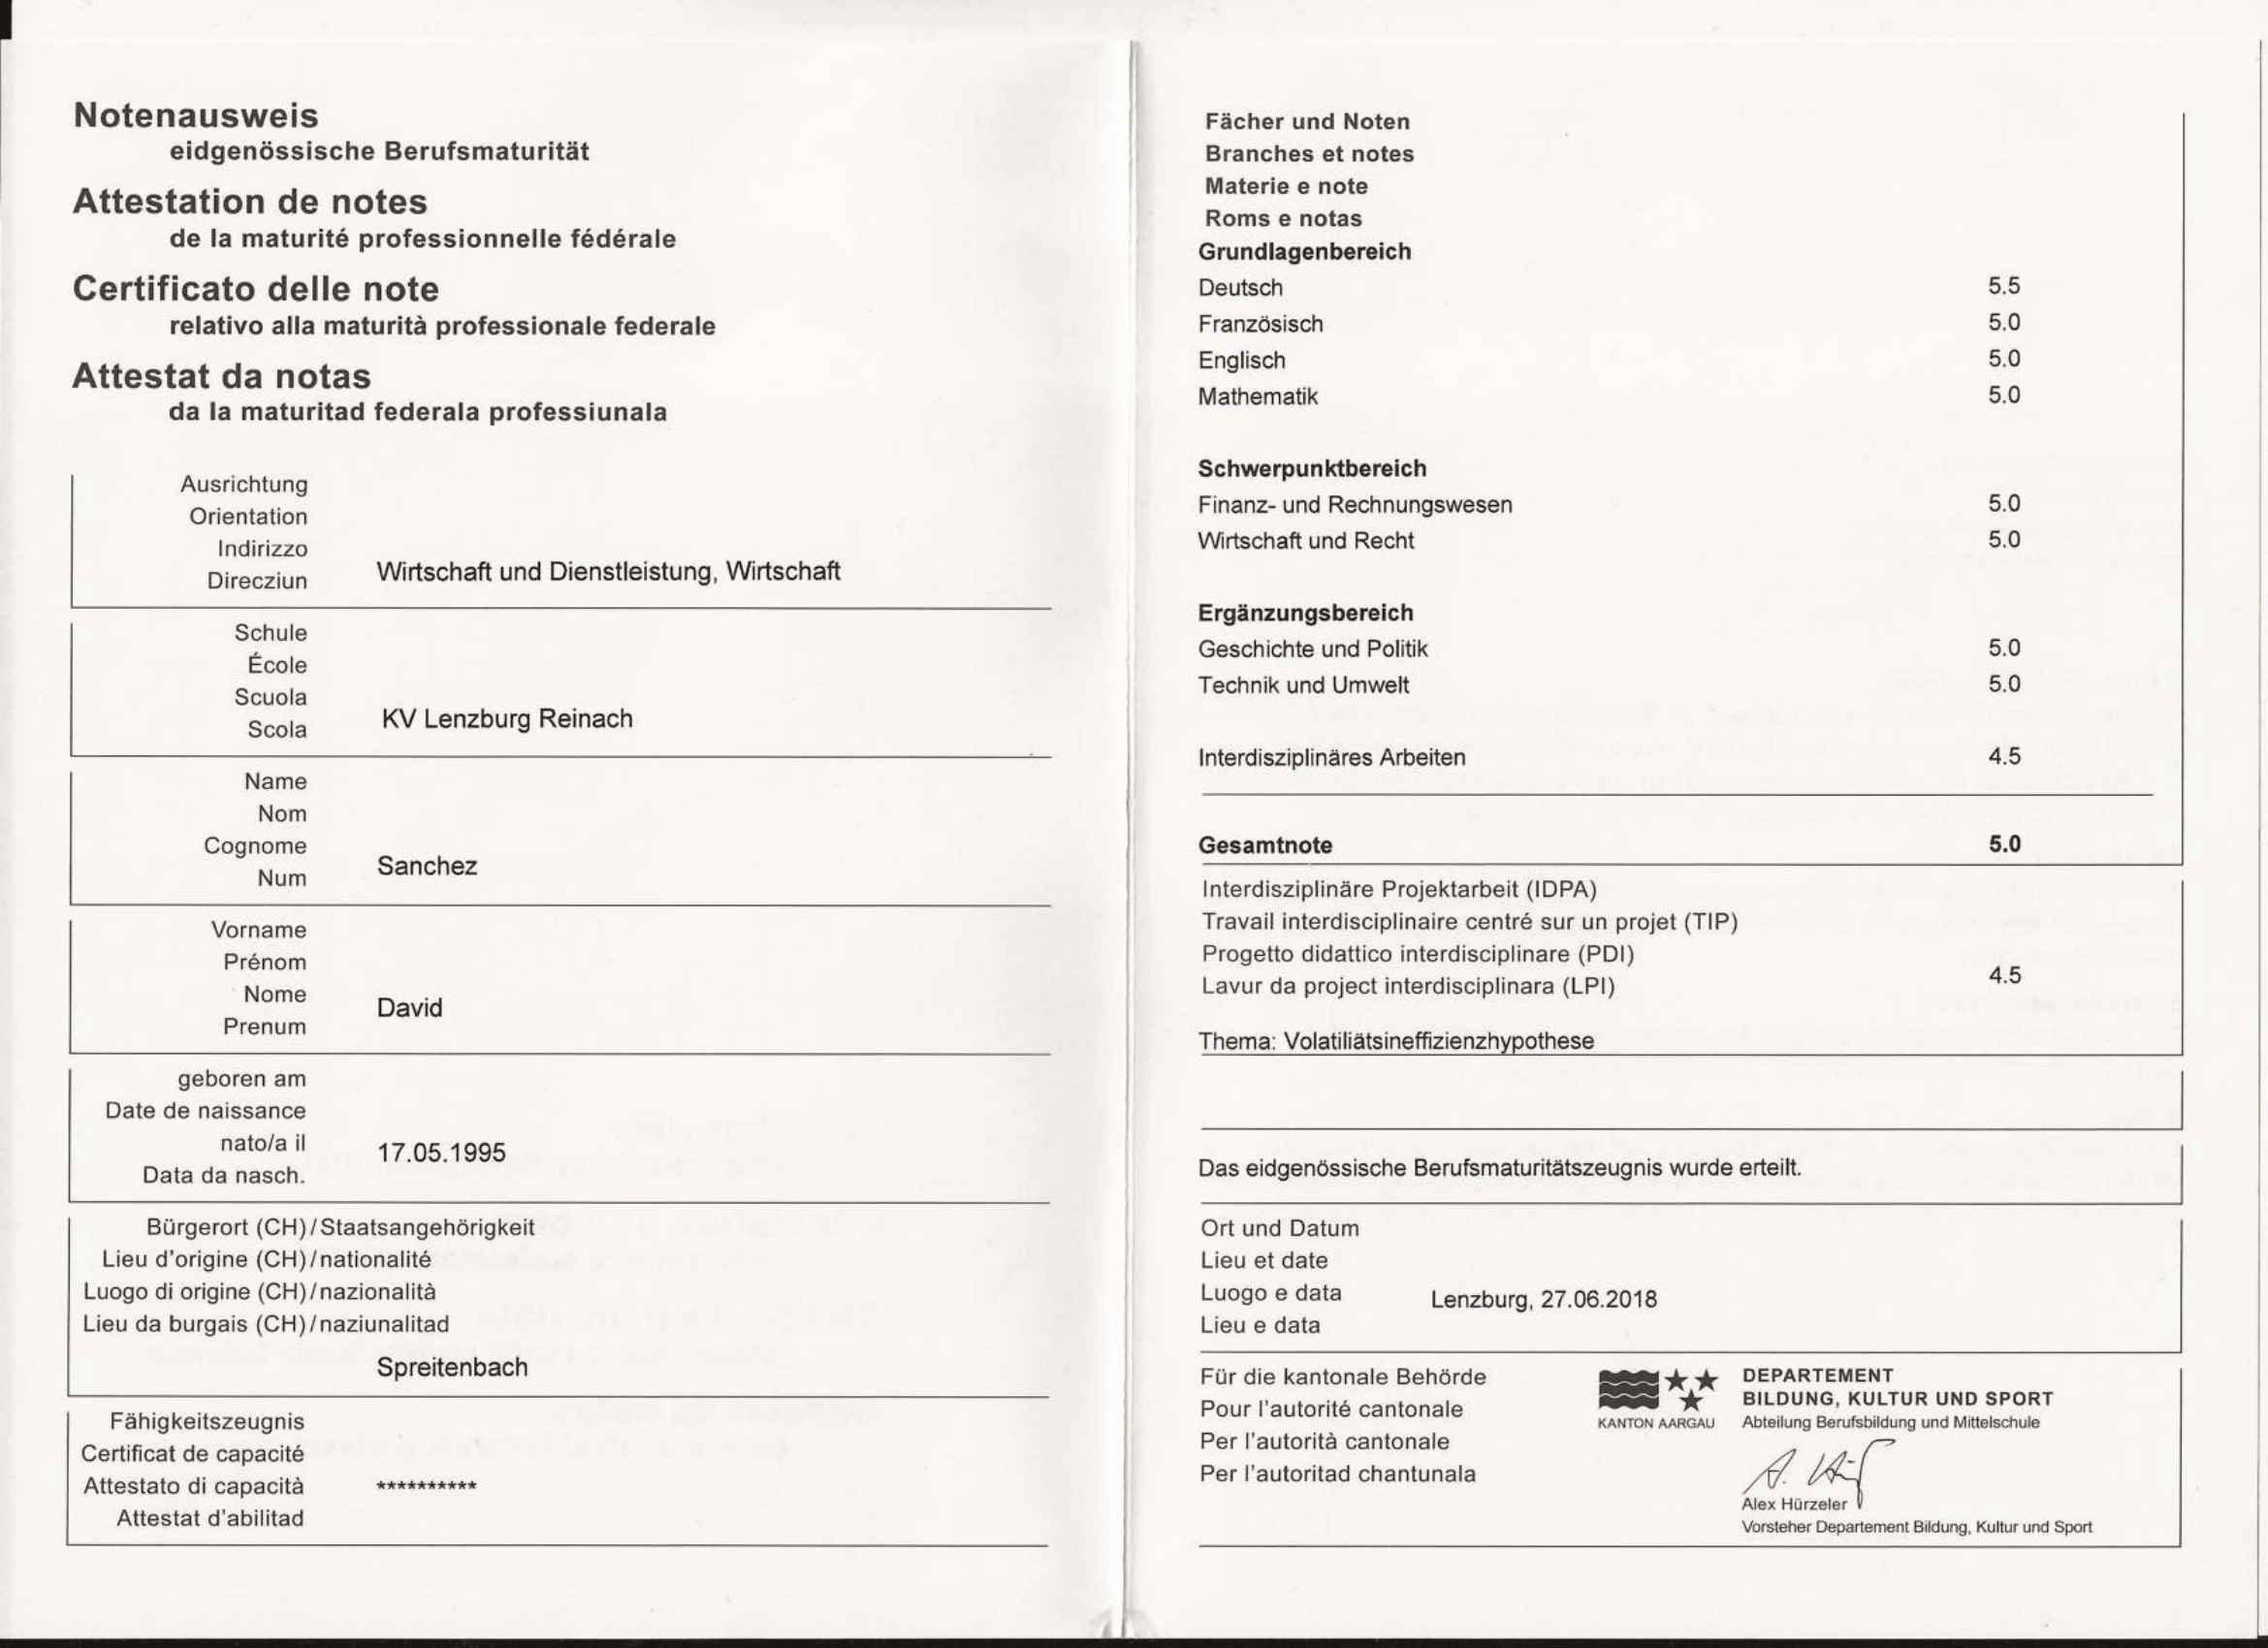 Notenausweis
eidgenössische Berufsmaturität
Attestation de notes
de la maturité professionnelle fédérale
Certificato delle note
relativo alla maturità professionale federale
Attestat da notas
da la maturitad federala professiunala
Ausrichtung
Orientation
Indirizzo
Direcziun
Wirtschaft und Dienstleistung, Wirtschaft
Schule
École
Scuola
Scola
KV Lenzburg Reinach
Name
Nom
Cognome
Num
Sanchez
Vorname
Prénom
Nome
Prenum
David
geboren am
Date de naissance
nato/a il
Data da nasch.
17.05.1995
Bürgerort (CH)/Staatsangehörigkeit
Lieu d'origine (CH)/nationalité
Luogo di origine (CH)/nazionalità
Lieu da burgais (CH)/naziunalitad
Spreitenbach
Fähigkeitszeugnis
Certificat de capacité
Attestato di capacità
Attestat d'abilitad
**********
Fächer und Noten
Branches et notes
Materie e note
Roms e notas
Grundlagenbereich
Deutsch 5.5
Französisch 5.0
Englisch 5.0
Mathematik 5.0
Schwerpunktbereich
Finanz- und Rechnungswesen 5.0
Wirtschaft und Recht 5.0
Ergänzungsbereich
Geschichte und Politik 5.0
Technik und Umwelt 5.0
Interdisziplinäres Arbeiten 4.5
Gesamtnote 5.0
Interdisziplinäre Projektarbeit (IDPA)
Travail interdisciplinaire centré sur un projet (TIP)
Progetto didattico interdisciplinare (PDI)
Lavur da project interdisciplinara (LPI)
4.5
Thema: Volatiliätsineffizienzhypothese
Das eidgenössische Berufsmaturitätszeugnis wurde erteilt.
Ort und Datum
Lieu et date
Luogo e data
Lieu e data
Lenzburg, 27.06.2018
Für die kantonale Behörde
Pour l'autorité cantonale
Per l'autorità cantonale
Per l'autoritad chantunala
KANTON AARGAU
DEPARTEMENT
BILDUNG, KULTUR UND SPORT
Abteilung Berufsbildung und Mittelschule
Alex Hürzeler
Vorsteher Departement Bildung, Kultur und Sport